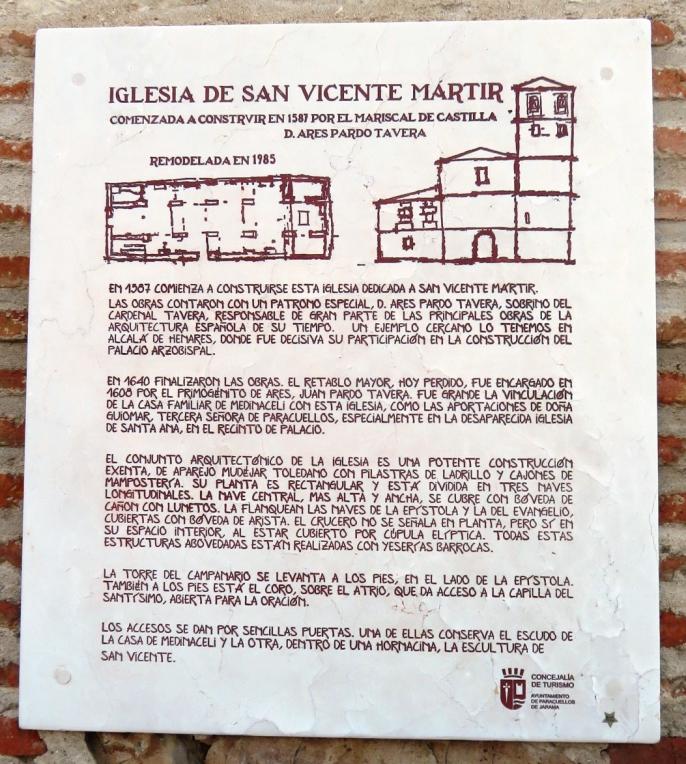 IGLESIA DE SAN VICENTE MÁRTIR
COMENZADA A CONSTRVIR EN 1587 POR EL MARISCAL DE CASTILLA
D. ARES PARDO TAVERA
REMODELADA EN 1985
EN 1587 COMIENZA A CONSTRUIRSE ESTA IGLESIA DEDICADA A SAN VICENTE MÁRTIR.
LAS OBRAS CONTARON CON UN PATRONO ESPECIAL, D. ARES PARDO TAVERA, SOBRINO DEL
CARDENAL TAVERA, RESPONSABLE DE GRAN PARTE DE LAS PRINCIPALES OBRAS DE LA
ARQUITECTURA ESPAÑOLA DE SU TIEMPO. UN EJEMPLO CERCANO LO TENEMOS EN
ALCALÁ DE HENARES, DONDE FUE DECISIVA SU PARTICIPACIÓN EN LA CONSTRUCCIÓN DEL
PALACIO ARZOBISPAL.
EN 1640 FINALIZARON LAS OBRAS. EL RETABLO MAYOR, HOY PERDIDO, FUE ENCARGADO EN
1605 POR EL PRIMOGÉNITO DE ARES, JUAN PARDO TAVERA. FUE GRANDE LA VINCULACIÓN
DE LA CASA FAMILIAR DE MEDINACELI CON ESTA IGLESIA, COMO LAS APORTACIONES DE DOÑA
GUIOMAR, TERCERA SEÑORA DE PARACUELLOS, ESPECIALMENTE EN LA DESAPARECIDA IGLESIA
DE SANTA ANA, EN EL RECINTO DE PALACIO.
EL CONJUNTO ARQUITECTÓNICO DE LA IGLESIA ES UNA POTENTE CONSTRUCCIÓN
EXENTA, DE APAREJO MUDÉJAR TOLEDANO CON PILASTRAS DE LADRILLO Y CAJONES DE
MAMPOSTERÍA. SU PLANTA ES RECTANGULAR Y ESTÁ DIVIDIDA EN TRES NAVES
LONGITUDINALES. LA NAVE CENTRAL, MAS ALTA Y ANCHA, SE CUBRE CON BÓVEDA DE
CAÑÓN CON LUNETOS. LA FLANQUEAN LAS NAVES DE LA EPÍSTOLA Y LA DEL EVANGELIO,
CUBIERTAS CON BÓVEDA DE ARISTA. EL CRUCERO NO SE SEÑALA EN PLANTA, PERO SÍ EN
SU ESPACIO INTERIOR, AL ESTAR CUBIERTO POR CÚPULA ELÍPTICA. TODAS ESTAS
ESTRUCTURAS ABOVEDADAS ESTÁN REALIZADAS CON YESERÍAS BARROCAS.
LA TORRE DEL CAMPANARIO SE LEVANTA A LOS PIES, EN EL LADO DE LA EPÍSTOLA.
TAMBIÉN A LOS PIES ESTÁ EL CORO, SOBRE EL ATRIO, QUE DA ACCESO A LA CAPILLA DEL
SANTÍSIMO, ABIERTA PARA LA ORACIÓN.
LOS ACCESOS SE DAN POR SENCILLAS PUERTAS. UNA DE ELLAS CONSERVA EL ESCUDO DE
LA CASA DE MEDINACELI Y LA OTRA, DENTRO DE UNA HORNACINA, LA ESCULTURA DE
SAN VICENTE.
CONCEJALÍA
DE TURISMO
AYUNTAMIENTO
DE PARACUELLOS
DE JARAMA